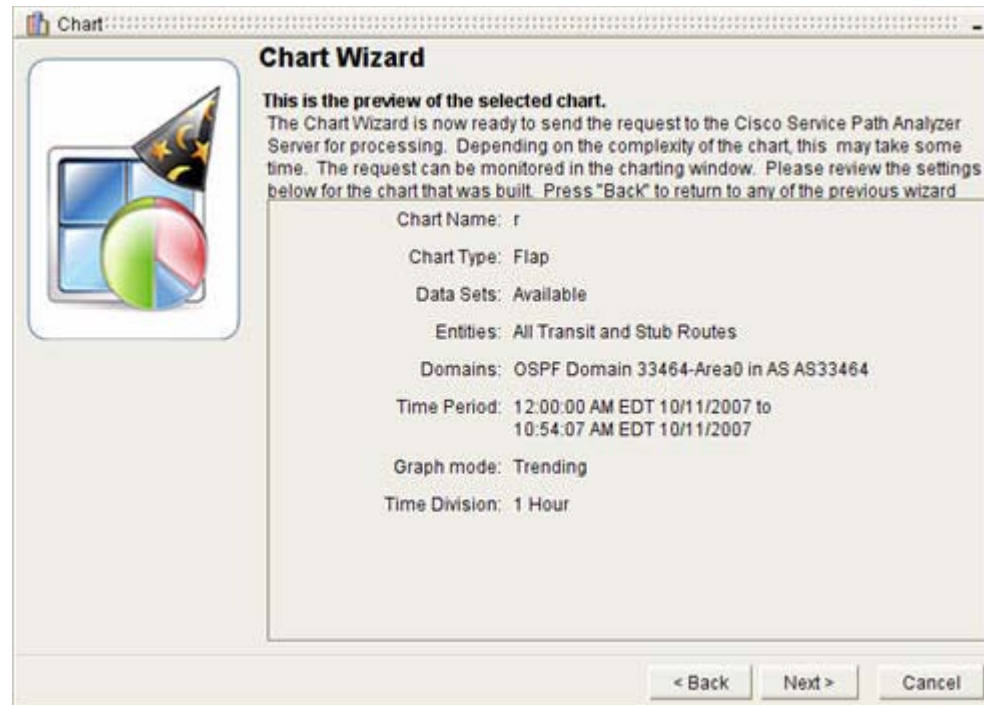 Chart
Chart Wizard
This is the preview of the selected chart.
The Chart Wizard is now ready to send the request to the Cisco Service Path Analyzer
Server for processing. Depending on the complexity of the chart, this may take some
time. The request can be monitored in the charting window. Please review the settings
below for the chart that was built. Press "Back" to return to any of the previous wizard
Chart Name: r
Chart Type: Flap
Data Sets: Available
Entities: All Transit and Stub Routes
Domains: OSPF Domain 33464-Area0 in AS AS33464
Time Period: 12:00:00 AM EDT 10/11/2007 to
10:54:07 AM EDT 10/11/2007
Graph mode: Trending
Time Division: 1 Hour
< Back Next > Cancel